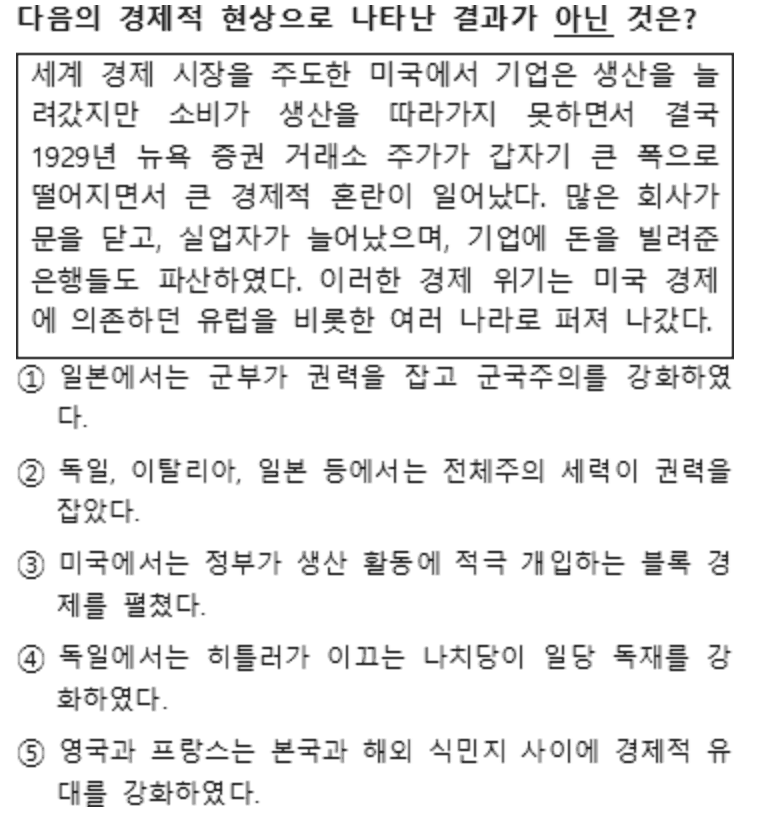 다음의 경제적 현상으로 나타난 결과가 아닌 것은?
세계 경제 시장을 주도한 미국에서 기업은 생산을 늘
려갔지만 소비가 생산을 따라가지 못하면서 결국
1929년 뉴욕 증권 거래소 주가가 갑자기 큰 폭으로
떨어지면서 큰 경제적 혼란이 일어났다. 많은 회사가
문을 닫고, 실업자가 늘어났으며, 기업에 돈을 빌려준
은행들도 파산하였다. 이러한 경제 위기는 미국 경제
에 의존하던 유럽을 비롯한 여러 나라로 퍼져 나갔다.
① 일본에서는 군부가 권력을 잡고 군국주의를 강화하였
다.
② 독일, 이탈리아, 일본 등에서는 전체주의 세력이 권력을
잡았다.
③ 미국에서는 정부가 생산 활동에 적극 개입하는 블록 경
제를 펼쳤다.
④ 독일에서는 히틀러가 이끄는 나치당이 일당 독재를 강
화하였다.
⑤ 영국과 프랑스는 본국과 해외 식민지 사이에 경제적 유
대를 강화하였다.